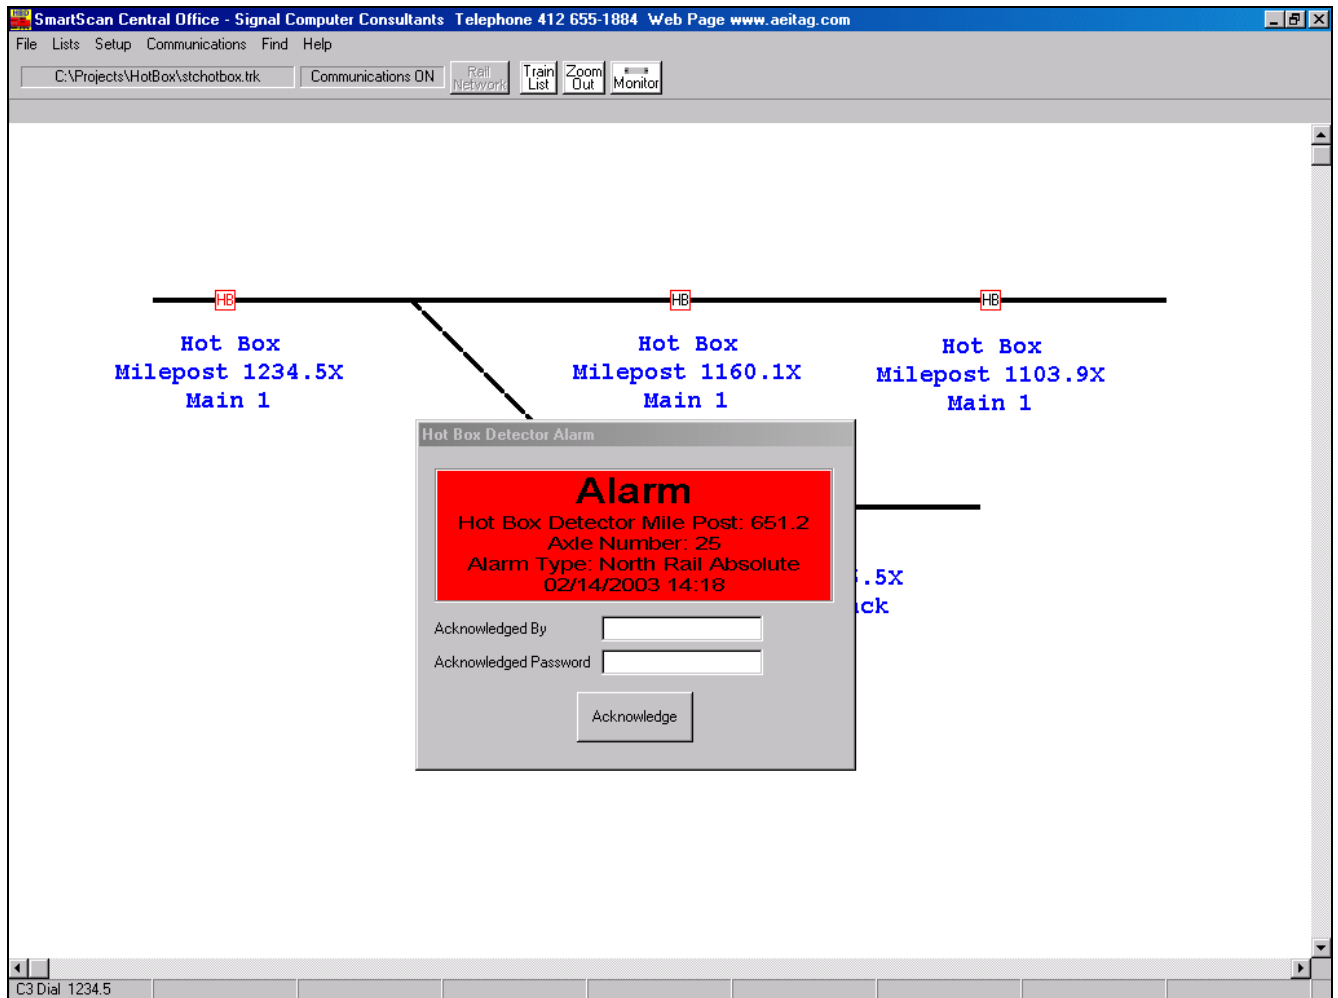 SmartScan Central Office - Signal Computer Consultants Telephone 412 655-1884 Web Page www.aeitag.com
File Lists Setup Communications Find Help
C:\Projects\HotBox\stchotbox.trk Communications ON Rail Network Train List Zoom Out Monitor
HB HB HB
Hot Box
Milepost 1234.5X
Main 1
Hot Box
Milepost 1160.1X
Main 1
Hot Box
Milepost 1103.9X
Main 1
Hot Box Detector Alarm
Alarm
Hot Box Detector Mile Post: 651.2
Axle Number: 25
Alarm Type: North Rail Absolute
02/14/2003 14:18
.5X
Acknowledged By
Acknowledged Password
Acknowledge
C3 Dial 1234.5